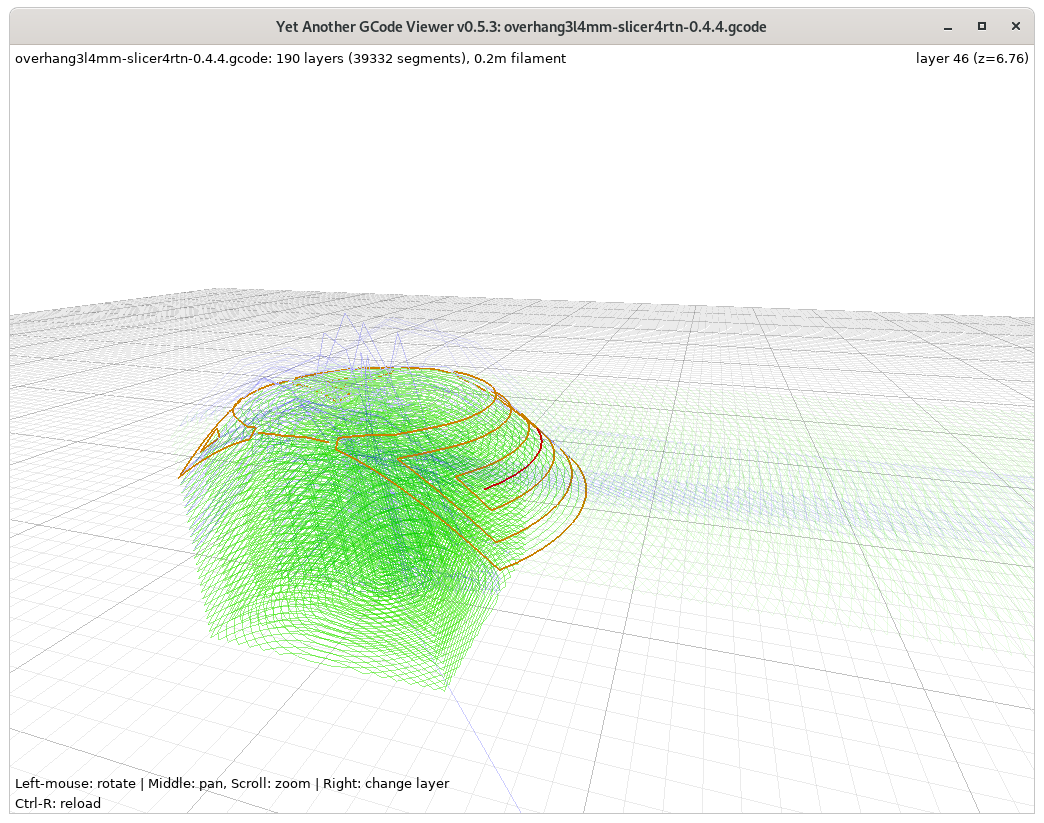 Yet Another GCode Viewer v0.5.3: overhang3l4mm-slicer4rtn-0.4.4.gcode
overhang3l4mm-slicer4rtn-0.4.4.gcode: 190 layers (39332 segments), 0.2m filament
layer 46 (z=6.76)
Left-mouse: rotate | Middle: pan, Scroll: zoom | Right: change layer
Ctrl-R: reload